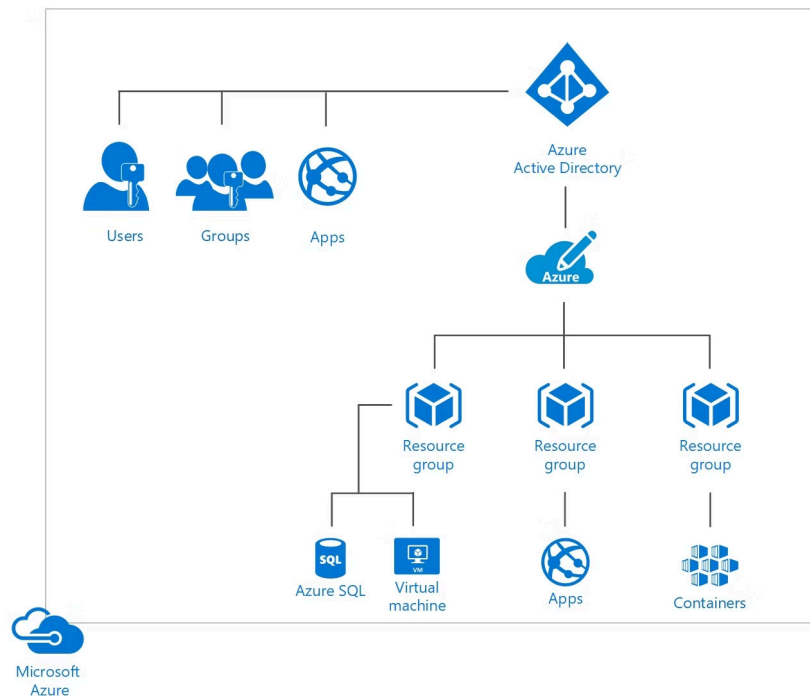 Azure
Active Directory
Users
Groups
Apps
Azure
Resource
group
Resource
group
Resource
group
SQL
Azure SQL
VM
Virtual
machine
Apps
Containers
Microsoft
Azure